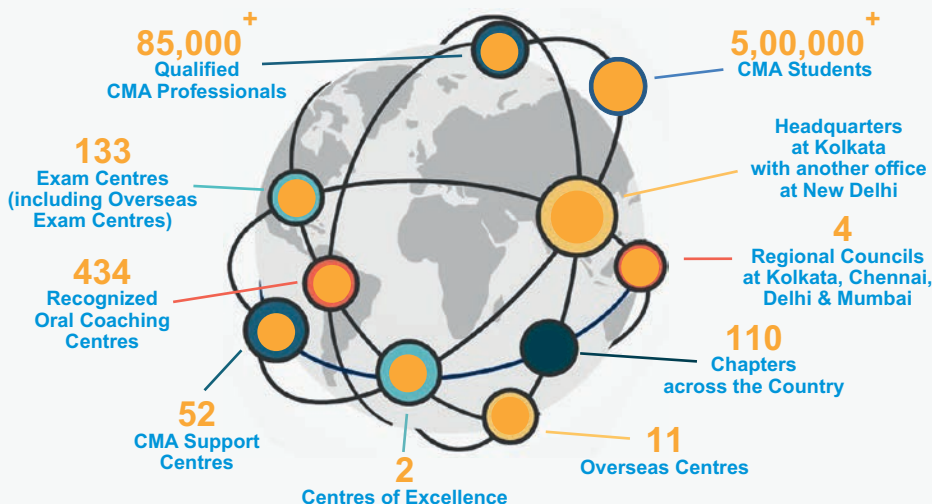 85,000+
Qualified
CMA Professionals
5,00,000+
CMA Students
Headquarters
at Kolkata
with another office
at New Delhi
133
Exam Centres
(including Overseas
Exam Centres)
4
Regional Councils
at Kolkata, Chennai,
Delhi & Mumbai
434
Recognized
Oral Coaching
Centres
110
Chapters
across the Country
52
CMA Support
Centres
11
Overseas Centres
2
Centres of Excellence